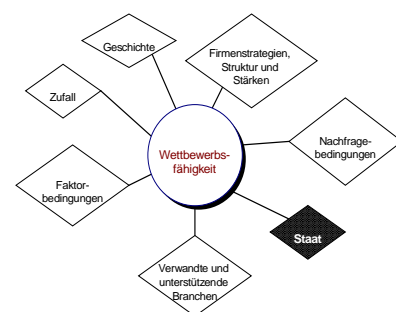 Geschichte
Firmenstrategien,
Struktur und
Stärken
Zufall
Wettbewerbs-
fähigkeit
Nachfrage-
bedingungen
Faktor-
bedingungen
Staat
Verwandte und
unterstützende
Branchen